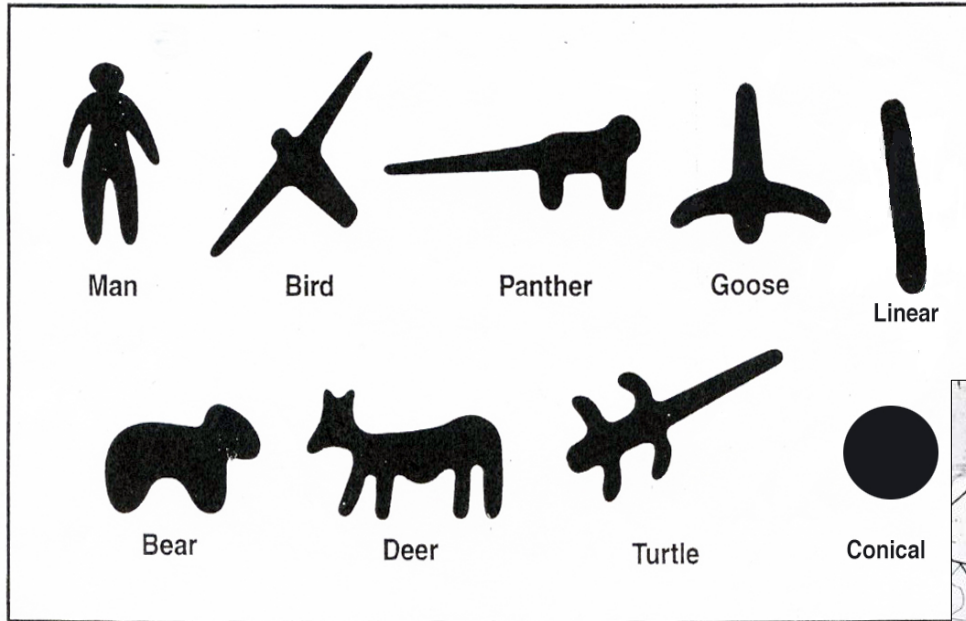 Man
Bird
Panther
Goose
Linear
Bear
Deer
Turtle
Conical